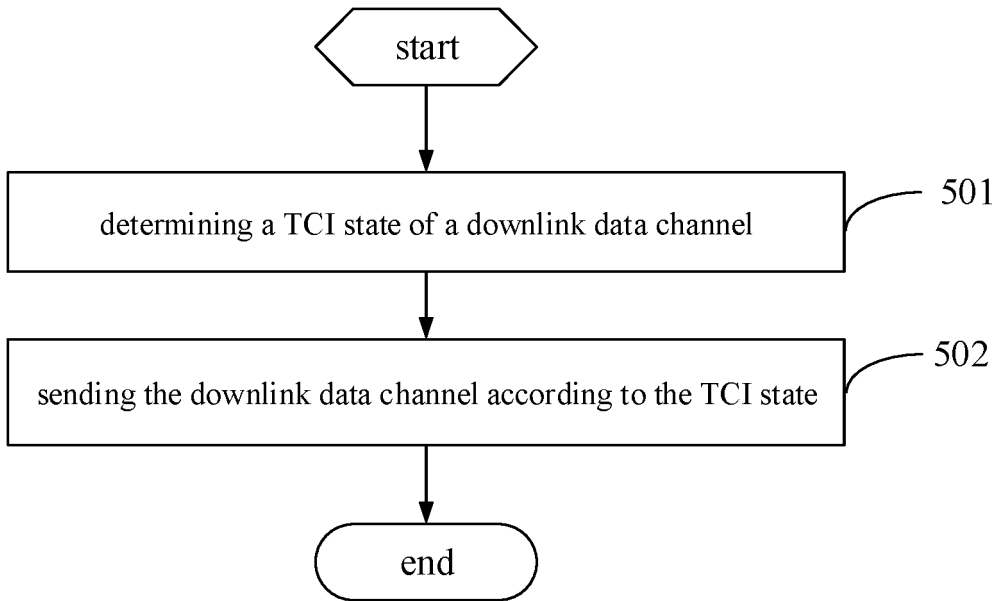 start
determining a TCI state of a downlink data channel
501
sending the downlink data channel according to the TCI state
502
end